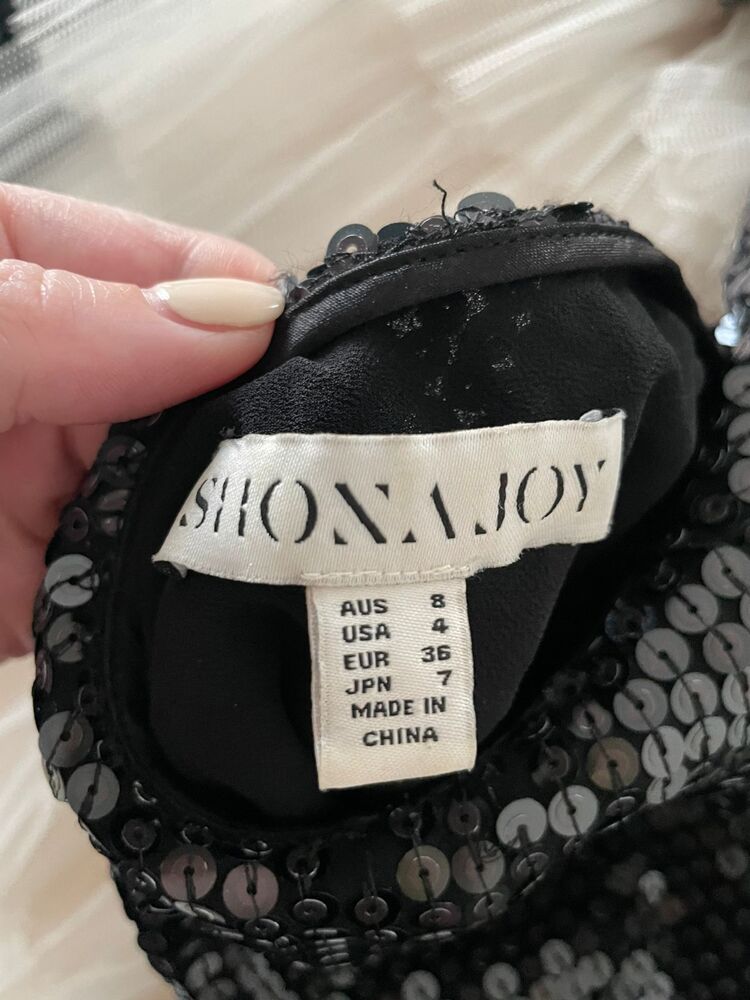 SHONA JOY
AUS 8
USA 4
EUR 36
JPN 7
MADE IN
CHINA